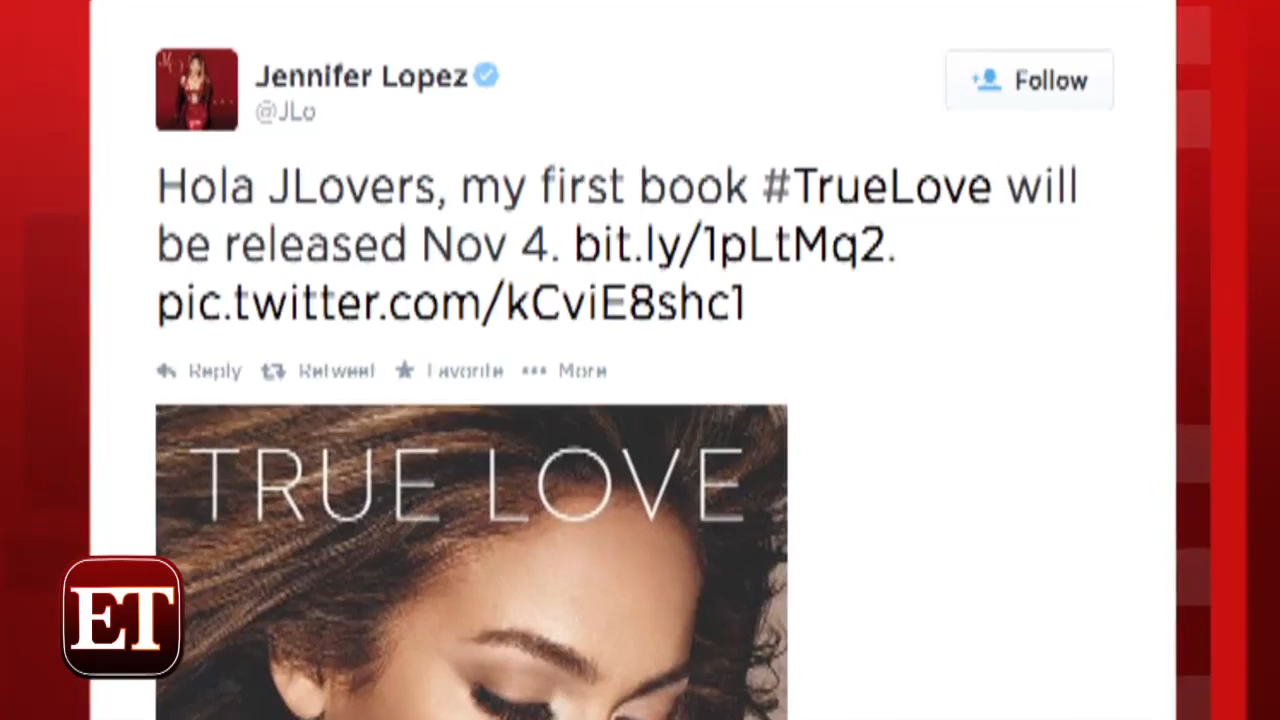 Jennifer Lopez
@JLo
Follow
Hola JLovers, my first book #TrueLove will
be released Nov 4. bit.ly/1pLtMq2.
pic.twitter.com/kCviE8shc1
Reply Retweet Favorite More
TRUE LOVE
ET